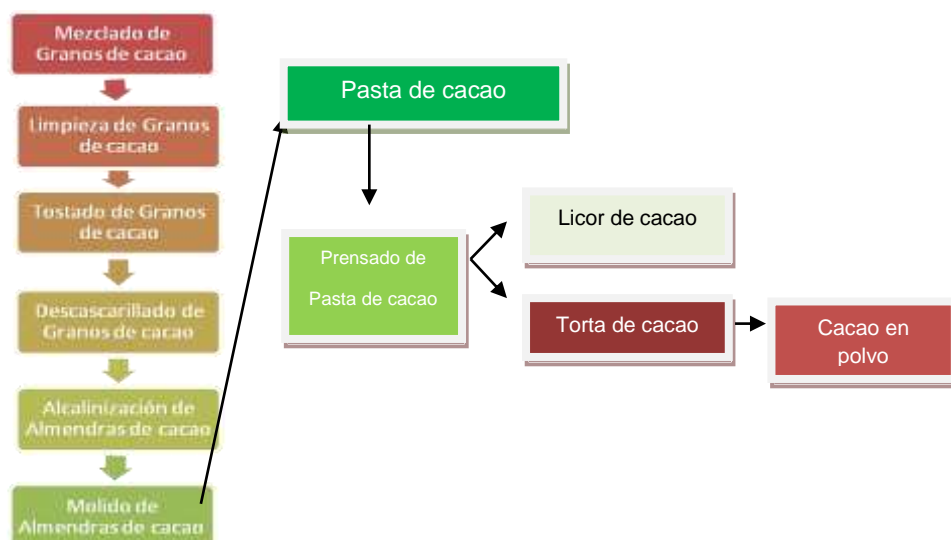 Mezclado de
Granos de cacao
Limpieza de Granos
de cacao
Tostado de Granos
de cacao
Descascarillado de
Granos de cacao
Alcalinización de
Almendras de cacao
Molido de
Almendras de cacao
Pasta de cacao
Prensado de
Pasta de cacao
Licor de cacao
Torta de cacao
Cacao en
polvo